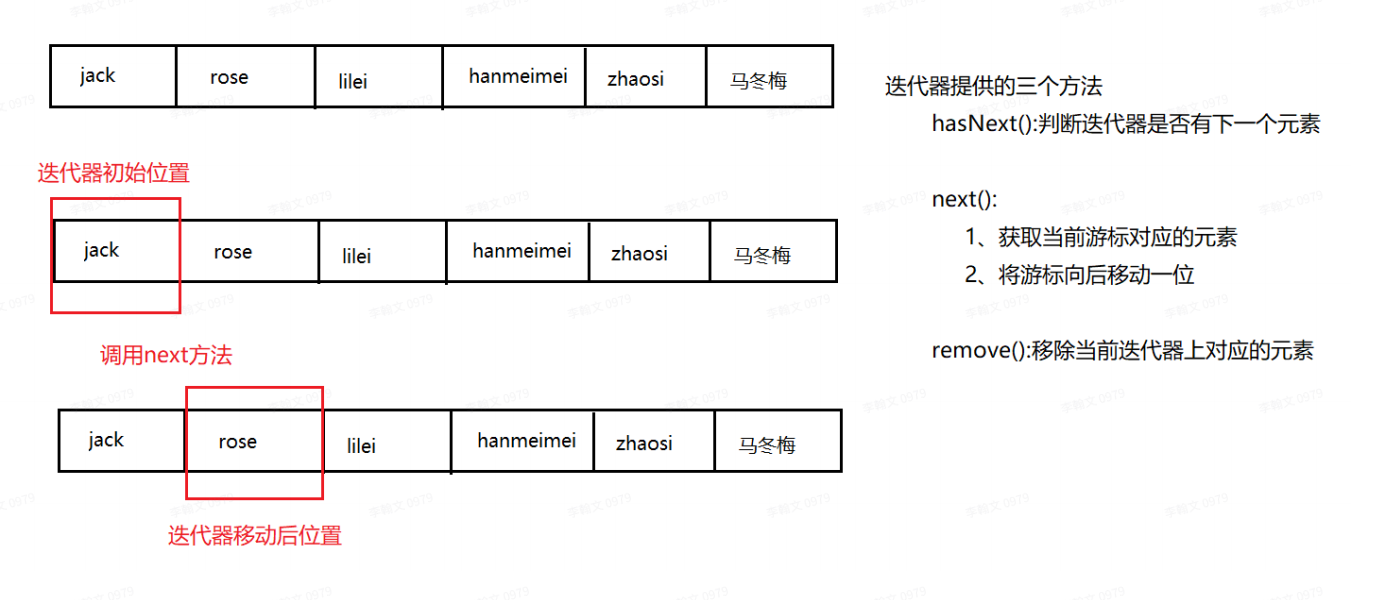 jack rose lilei hanmeimei zhaosi 马冬梅
迭代器提供的三个方法
hasNext():判断迭代器是否有下一个元素
迭代器初始位置
next():
1、获取当前游标对应的元素
jack rose lilei hanmeimei zhaosi 马冬梅
2、将游标向后移动一位
调用next方法
remove():移除当前迭代器上对应的元素
jack rose lilei hanmeimei zhaosi 马冬梅
迭代器移动后位置